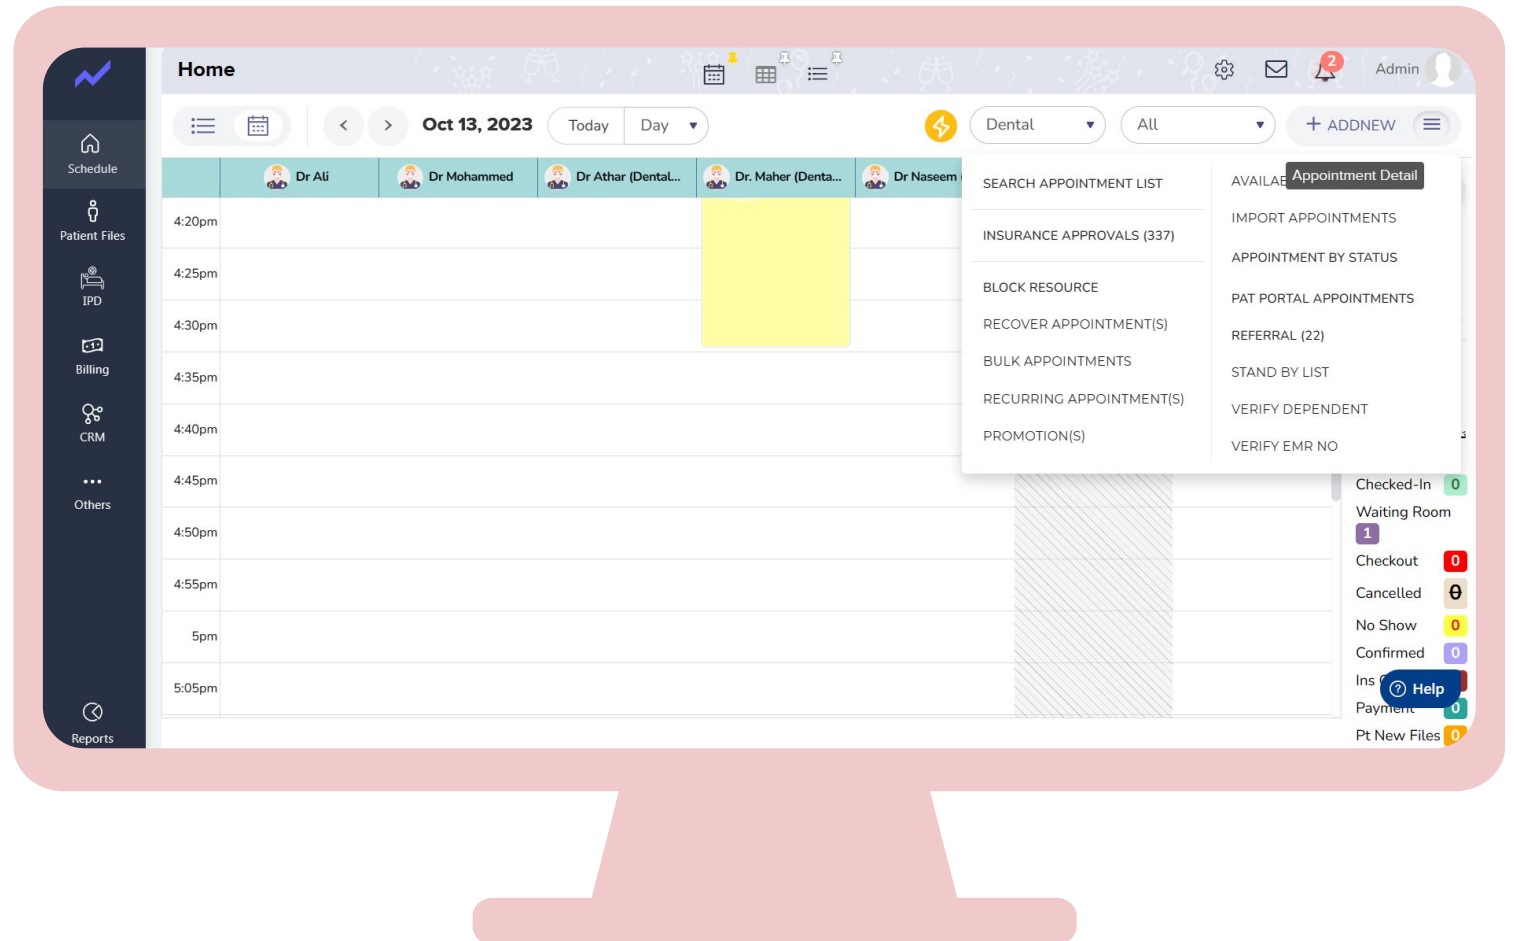 Home
2
Admin
Oct 13, 2023
Today
Day
Dental
All
+ ADDNEW
Schedule
Patient Files
IPD
Billing
CRM
Others
Reports
Dr Ali
Dr Mohammed
Dr Athar (Dental...
Dr. Maher (Denta...
Dr Naseem
4:20pm
4:25pm
4:30pm
4:35pm
4:40pm
4:45pm
4:50pm
4:55pm
5pm
5:05pm
SEARCH APPOINTMENT LIST
INSURANCE APPROVALS (337)
BLOCK RESOURCE
RECOVER APPOINTMENT(S)
BULK APPOINTMENTS
RECURRING APPOINTMENT(S)
PROMOTION(S)
Appointment Detail
IMPORT APPOINTMENTS
APPOINTMENT BY STATUS
PAT PORTAL APPOINTMENTS
REFERRAL (22)
STAND BY LIST
VERIFY DEPENDENT
VERIFY EMR NO
Checked-In 0
Waiting Room
1
Checkout 0
Cancelled 0
No Show 0
Confirmed 0
Ins
Help
Payment 0
Pt New Files 0